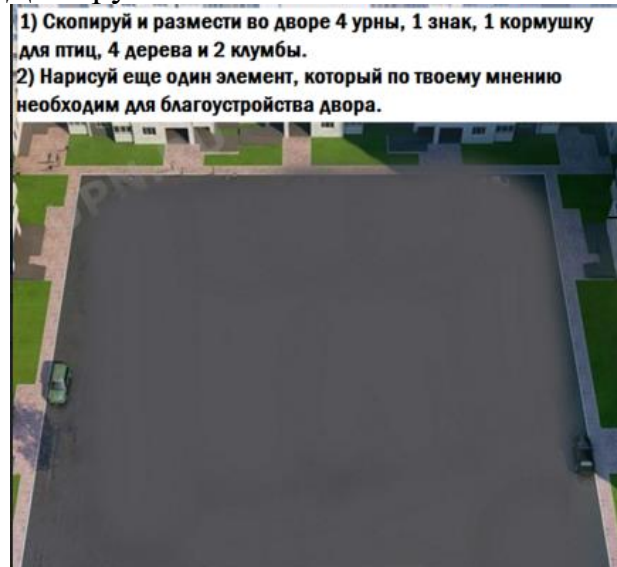 1) Скопируй и размести во дворе 4 урны, 1 знак, 1 кормушку
для птиц, 4 дерева и 2 клумбы.
2) Нарисуй еще один элемент, который по твоему мнению
необходим для благоустройства двора.